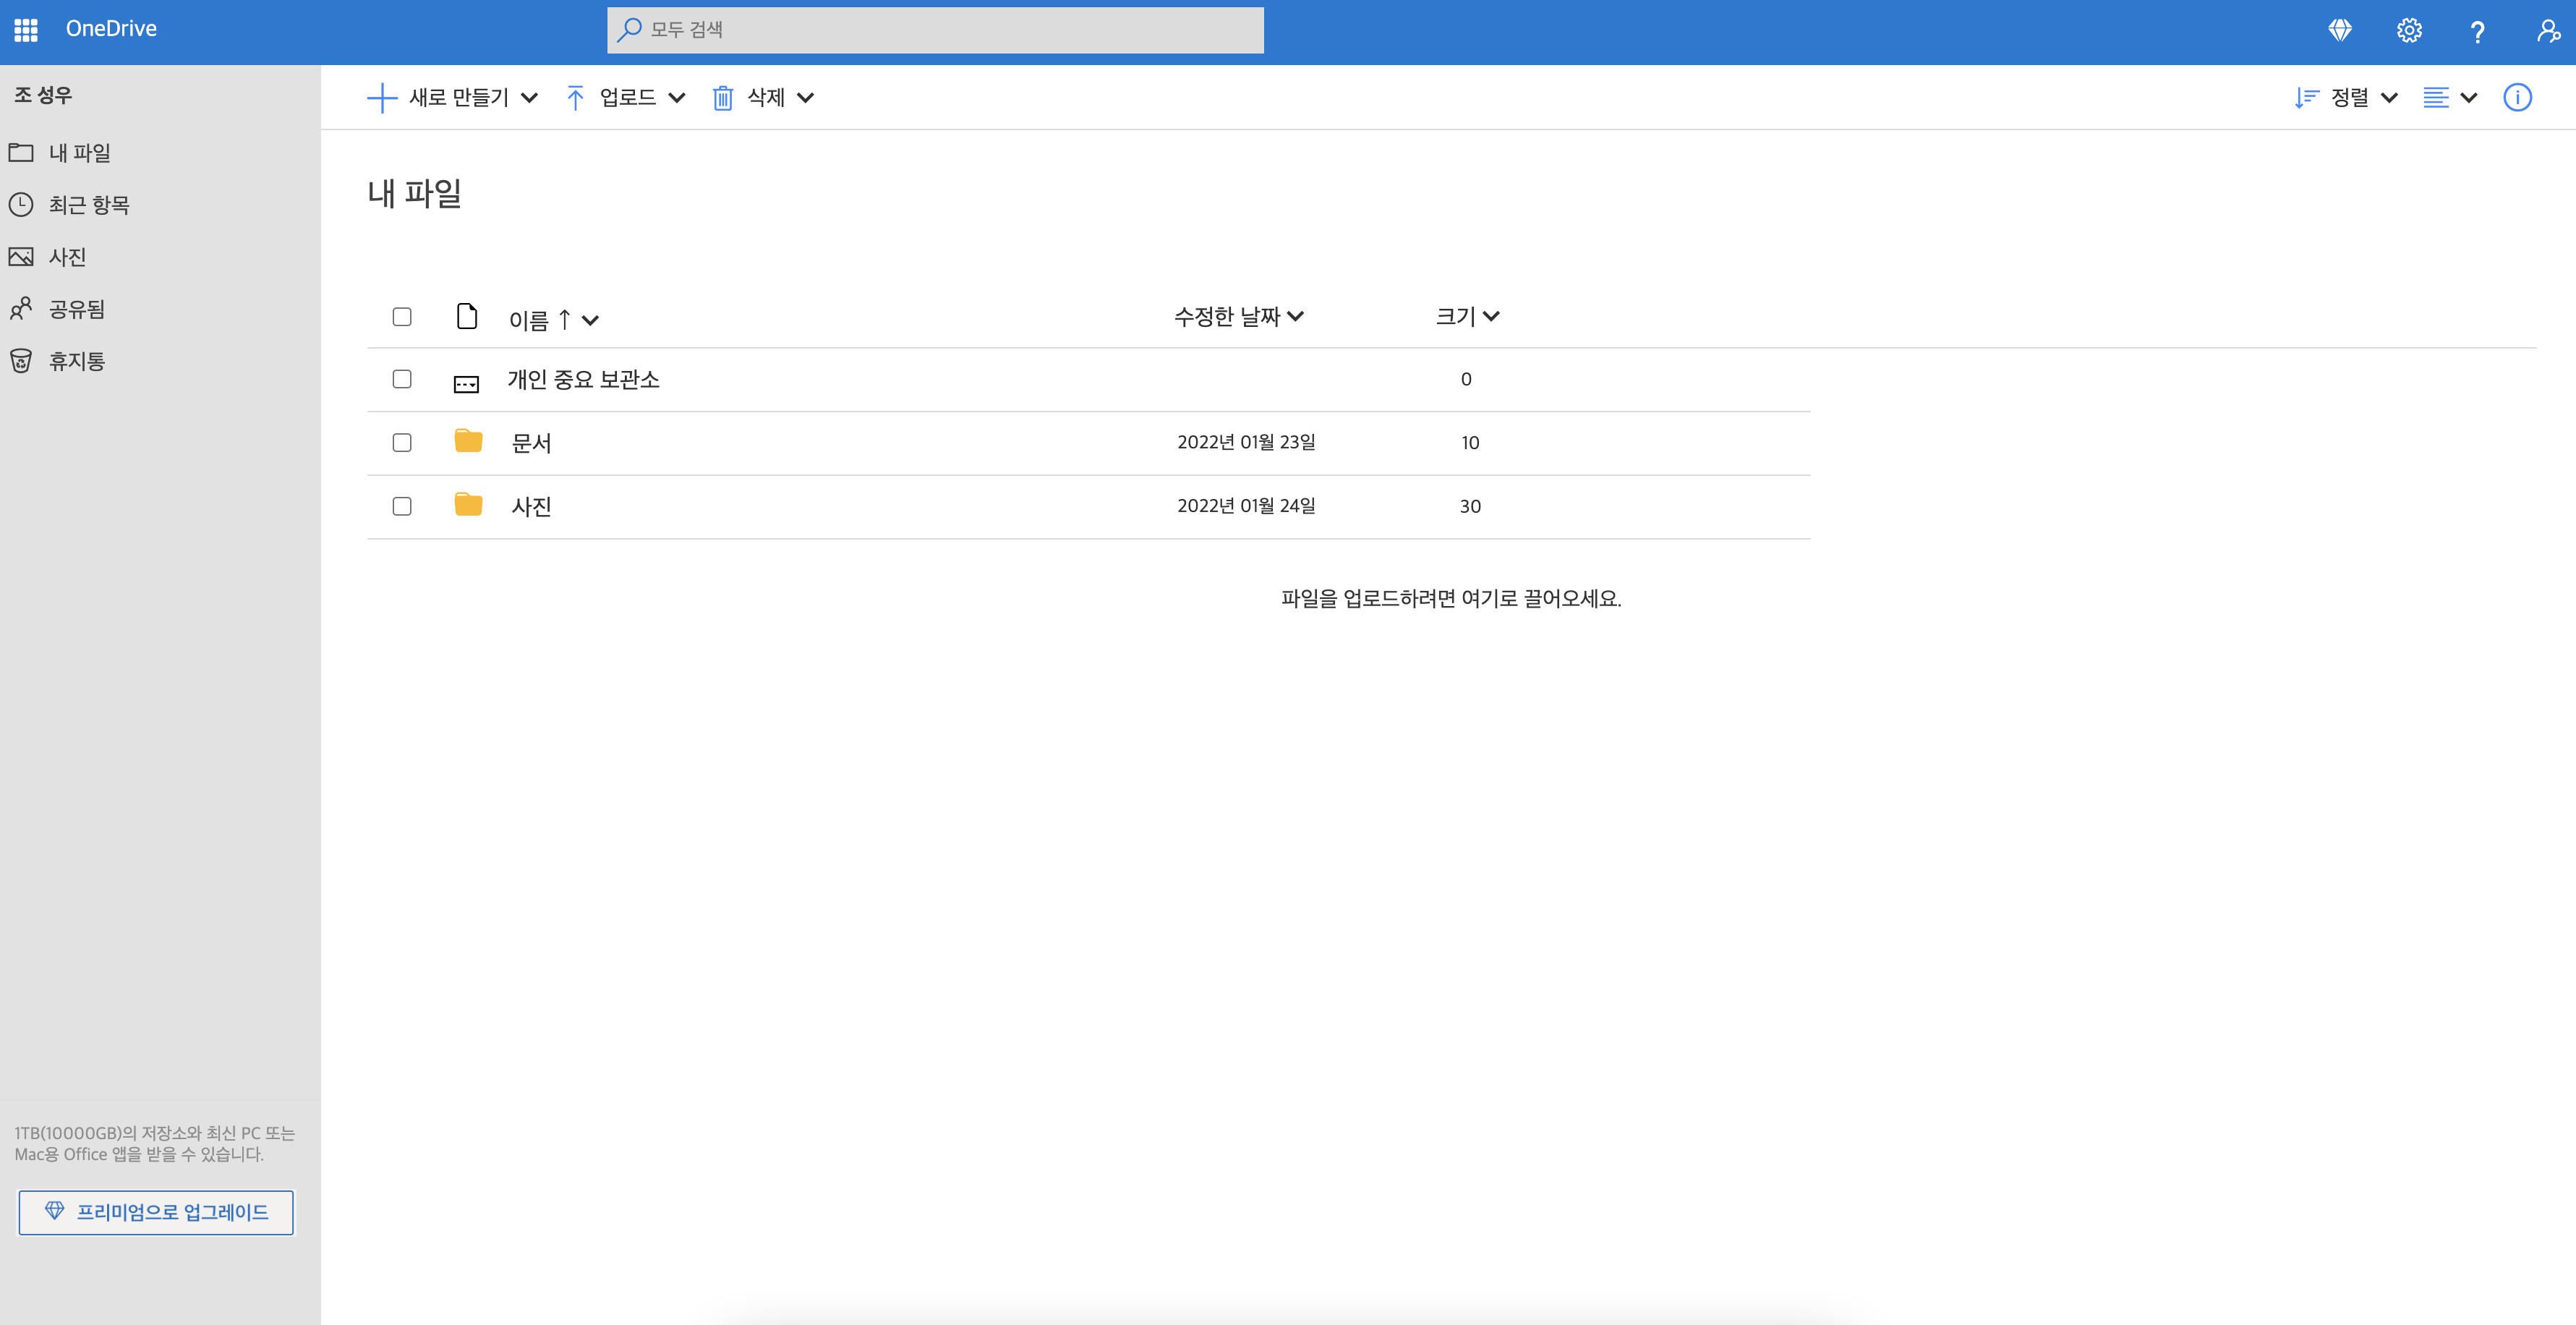 OneDrive
모두 검색
?
조 성우
내 파일
최근 항목
사진
공유됨
휴지통
새로 만들기
업로드
삭제
정렬
내 파일
이름 ↑
수정한 날짜
크기
개인 중요 보관소 0
문서 2022년 01월 23일 10
사진 2022년 01월 24일 30
파일을 업로드하려면 여기로 끌어오세요.
1TB(10000GB)의 저장소와 최신 PC 또는
Mac용 Office 앱을 받을 수 있습니다.
프리미엄으로 업그레이드